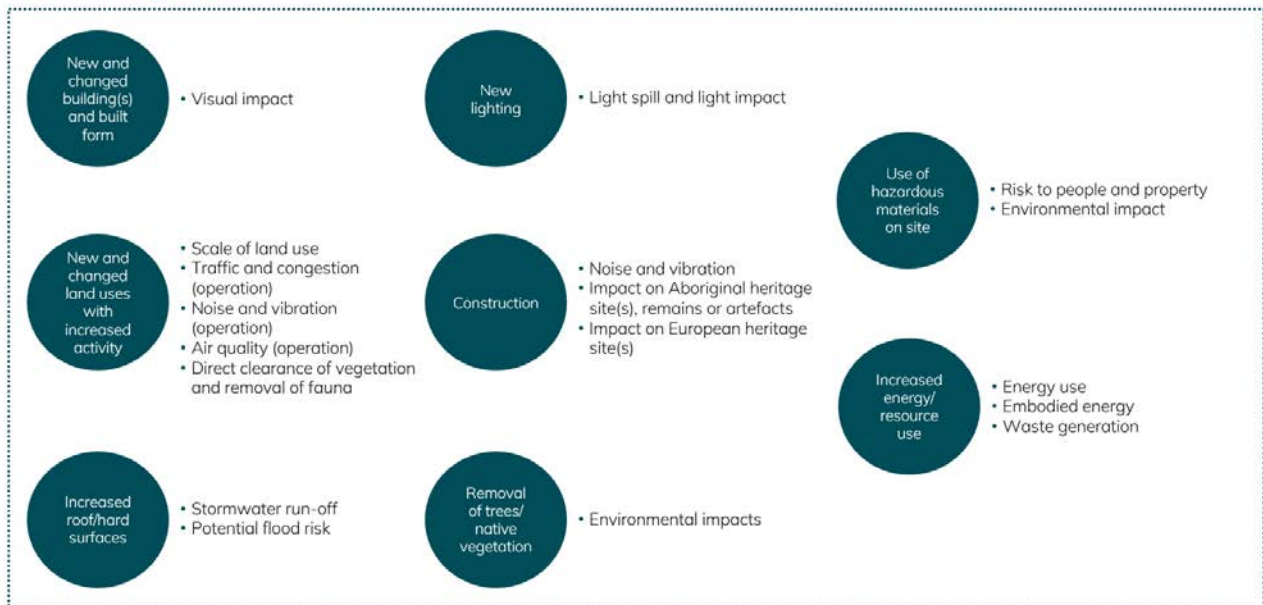 New and
changed
building(s)
and built
form
• Visual impact
New and
changed
land uses
with
increased
activity
• Scale of land use
• Traffic and congestion
(operation)
• Noise and vibration
(operation)
• Air quality (operation)
• Direct clearance of vegetation
and removal of fauna
Increased
roof/hard
surfaces
• Stormwater run-off
• Potential flood risk
New
lighting
• Light spill and light impact
Construction
• Noise and vibration
• Impact on Aboriginal heritage
site(s), remains or artefacts
• Impact on European heritage
site(s)
Removal
of trees/
native
vegetation
• Environmental impacts
Use of
hazardous
materials
on site
• Risk to people and property
• Environmental impact
Increased
energy/
resource
use
• Energy use
• Embodied energy
• Waste generation